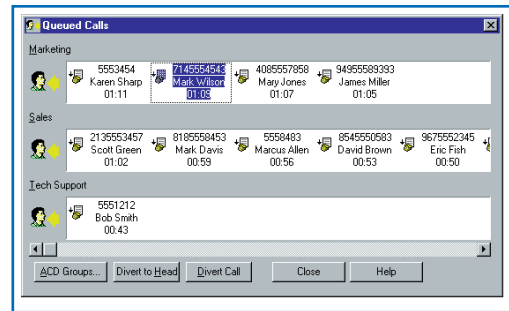 Queued Calls
Marketing
5553454 7145554543 4085557858 94955589393
Karen Sharp Mark Wilson Mary Jones James Miller
01:11 01:09 01:07 01:05
Sales
2135553457 8185558453 5558483 8545550583 9675552345
Scott Green Mark Davis Marcus Allen David Brown Eric Fish
01:02 00:59 00:56 00:53 00:50
Tech Support
5551212
Bob Smith
00:43
ACD Groups... Divert to Head Divert Call Close Help